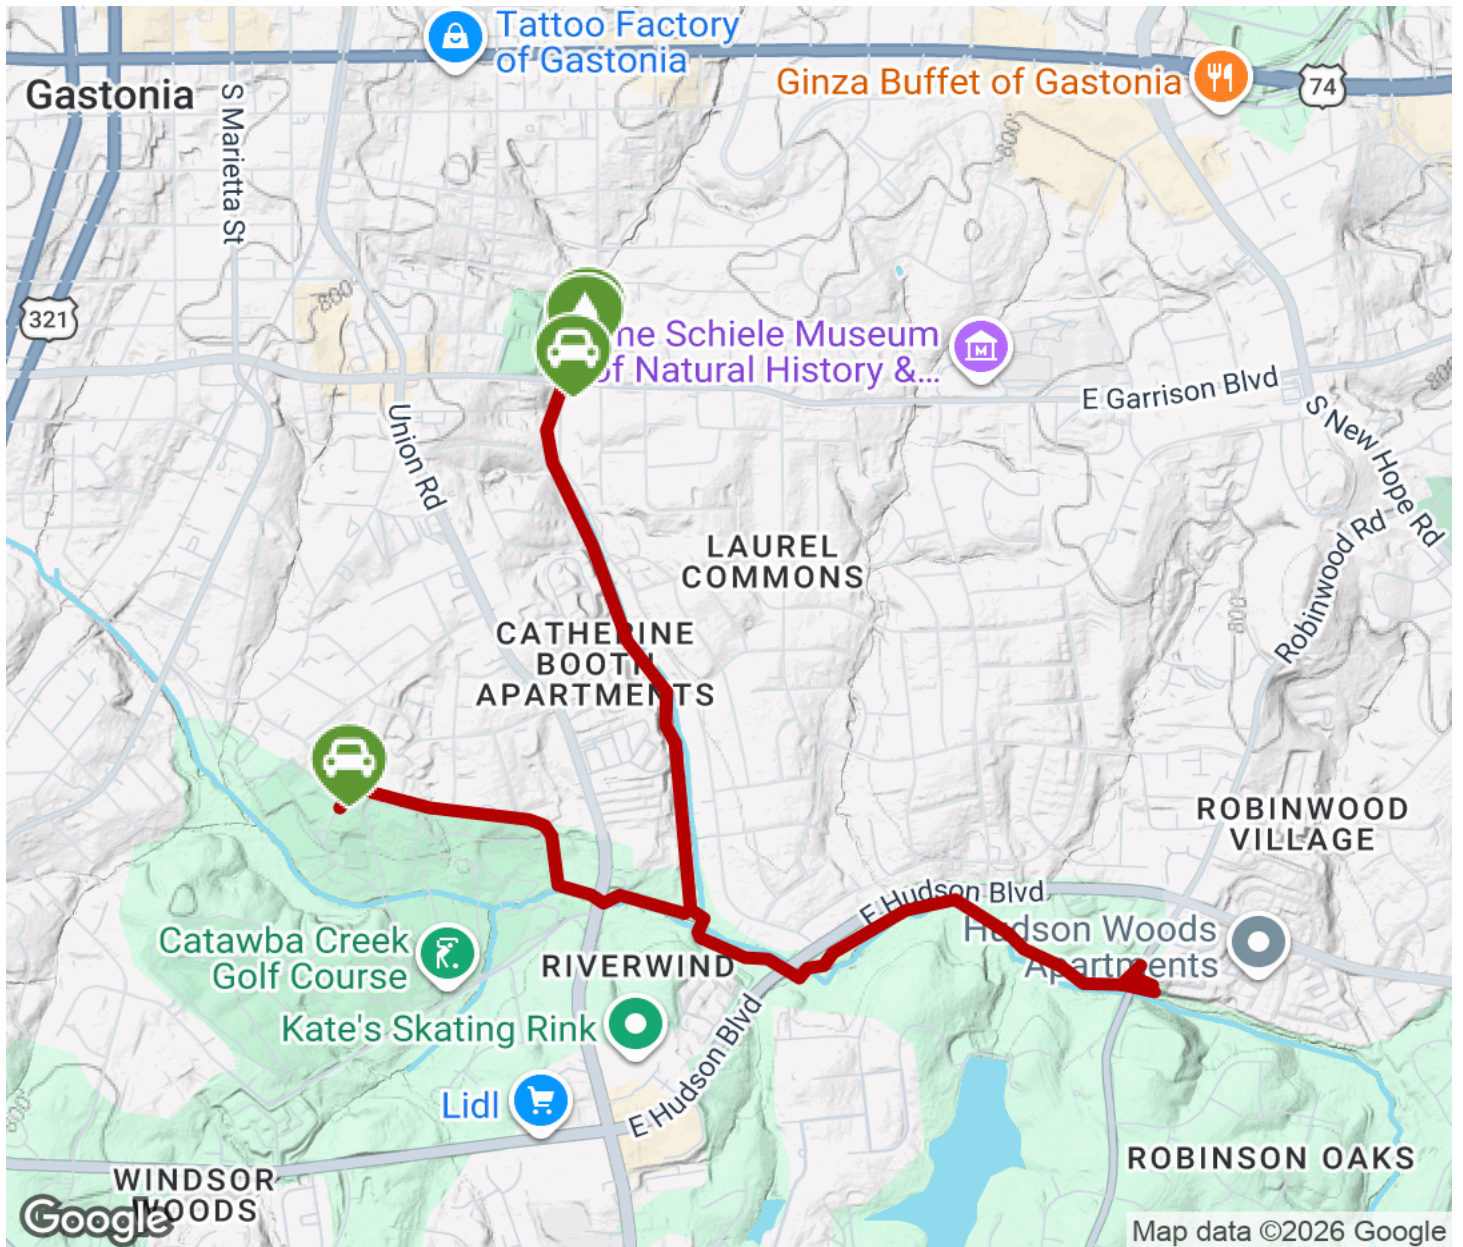 Tattoo Factory
of Gastonia
Ginza Buffet of Gastonia
74
Gastonia
S Marietta St
800
800
321
ne Schiele Museum
of Natural History &...
E Garrison Blvd
S New Hope Rd
Union Rd
Robinwood Rd
LAUREL
COMMONS
800
CATHERINE
BOOTH
APARTMENTS
ROBINWOOD
VILLAGE
E Hudson Blvd
Hudson Woods
Apartments
Catawba Creek
Golf Course
RIVERWIND
Kate's Skating Rink
E Hudson Blvd
Lidl
ROBINSON OAKS
WINDSOR
WOODS
Google
Map data ©2026 Google